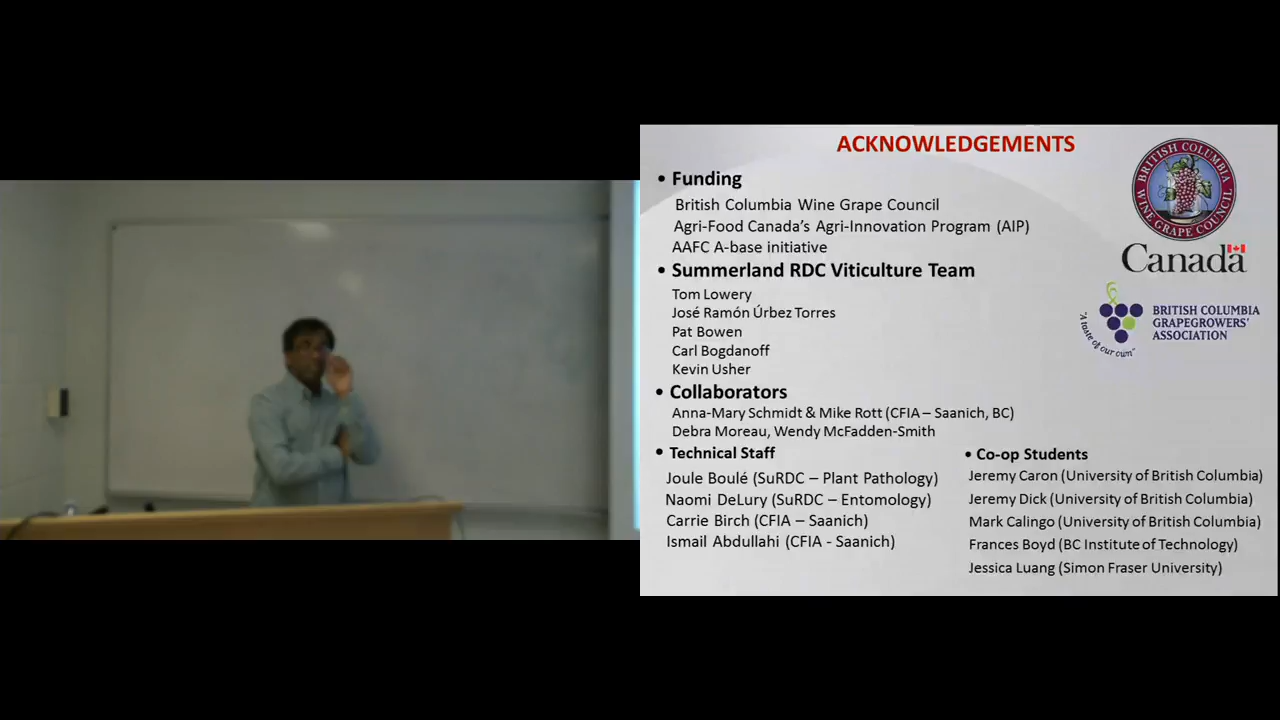 ACKNOWLEDGEMENTS
• Funding
British Columbia Wine Grape Council
Agri-Food Canada's Agri-Innovation Program (AIP)
AAFC A-base initiative
• Summerland RDC Viticulture Team
Tom Lowery
José Ramón Úrbez Torres
Pat Bowen
Carl Bogdanoff
Kevin Usher
• Collaborators
Anna-Mary Schmidt & Mike Rott (CFIA – Saanich, BC)
Debra Moreau, Wendy McFadden-Smith
• Technical Staff
Joule Boulé (SuRDC – Plant Pathology)
Naomi DeLury (SuRDC – Entomology)
Carrie Birch (CFIA – Saanich)
Ismail Abdullahi (CFIA - Saanich)
• Co-op Students
Jeremy Caron (University of British Columbia)
Jeremy Dick (University of British Columbia)
Mark Calingo (University of British Columbia)
Frances Boyd (BC Institute of Technology)
Jessica Luang (Simon Fraser University)
BRITISH COLUMBIA
WINE GRAPE COUNCIL
Canada
"A taste of our own"
BRITISH COLUMBIA
GRAPEGROWERS'
ASSOCIATION